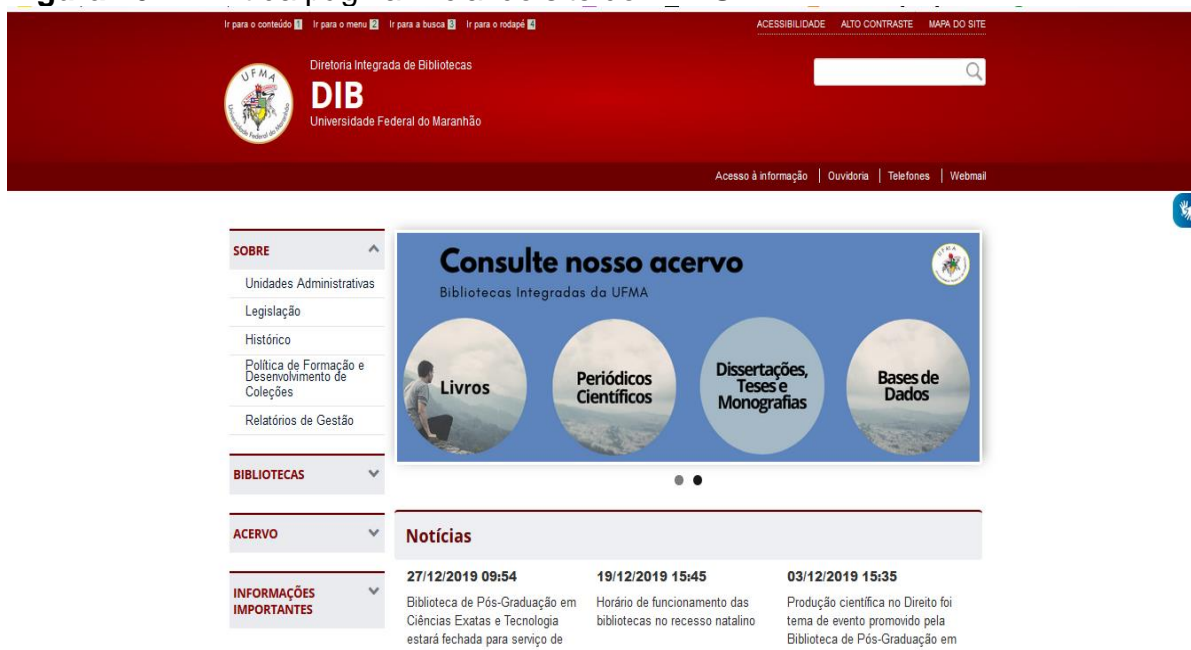 Ir para o conteúdo 1 Ir para o menu 2 Ir para a busca 3 Ir para o rodapé 4
ACESSIBILIDADE ALTO CONTRASTE MAPA DO SITE
Diretoria Integrada de Bibliotecas
DIB
Universidade Federal do Maranhão
UFMA
Universidade Federal do
Acesso à informação | Ouvidoria | Telefones | Webmail
SOBRE
Unidades Administrativas
Legislação
Histórico
Política de Formação e
Desenvolvimento de
Coleções
Relatórios de Gestão
BIBLIOTECAS
ACERVO
INFORMAÇÕES
IMPORTANTES
Consulte nosso acervo
Bibliotecas Integradas da UFMA
Livros
Periódicos
Científicos
Dissertações,
Teses e
Monografias
Bases de
Dados
Notícias
27/12/2019 09:54
Biblioteca de Pós-Graduação em
Ciências Exatas e Tecnologia
estará fechada para serviço de
19/12/2019 15:45
Horário de funcionamento das
bibliotecas no recesso natalino
03/12/2019 15:35
Produção científica no Direito foi
tema de evento promovido pela
Biblioteca de Pós-Graduação em